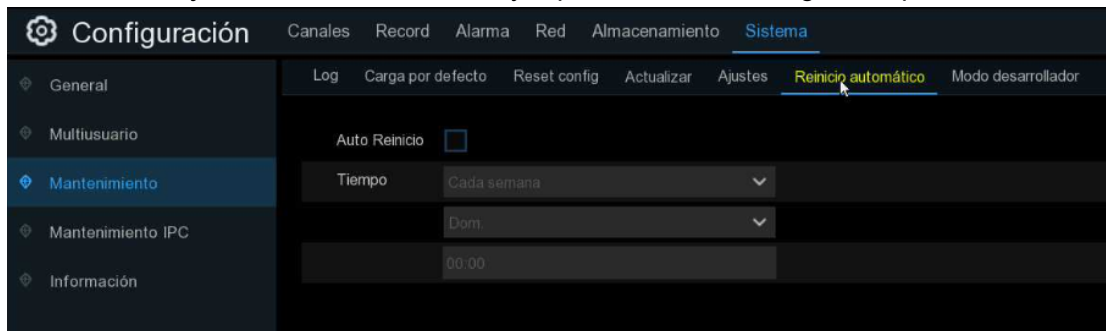 Configuración Canales Record Alarma Red Almacenamiento Sistema
Log Carga por defecto Reset config Actualizar Ajustes Reinicio automático Modo desarrollador
General
Multiusuario
Auto Reinicio
Mantenimiento
Tiempo Cada semana
Mantenimiento IPC
Dom.
00:00
Información